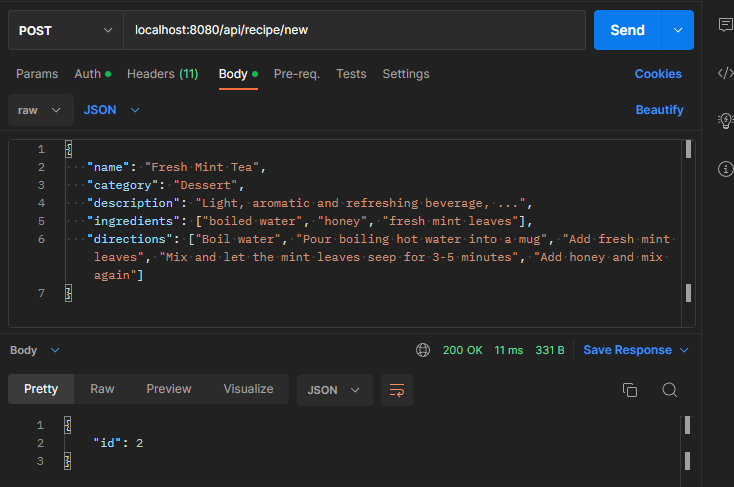 POST localhost:8080/api/recipe/new Send
Params Auth Headers (11) Body Pre-req. Tests Settings Cookies
raw JSON Beautify
1 {
2 "name": "Fresh Mint Tea",
3 "category": "Dessert",
4 "description": "Light, aromatic and refreshing beverage, ...",
5 "ingredients": ["boiled water", "honey", "fresh mint leaves"],
6 "directions": ["Boil water", "Pour boiling hot water into a mug", "Add fresh mint
leaves", "Mix and let the mint leaves seep for 3-5 minutes", "Add honey and mix
again"]
7 }
Body 200 OK 11 ms 331 B Save Response
Pretty Raw Preview Visualize JSON
1 {
2 "id": 2
3 }